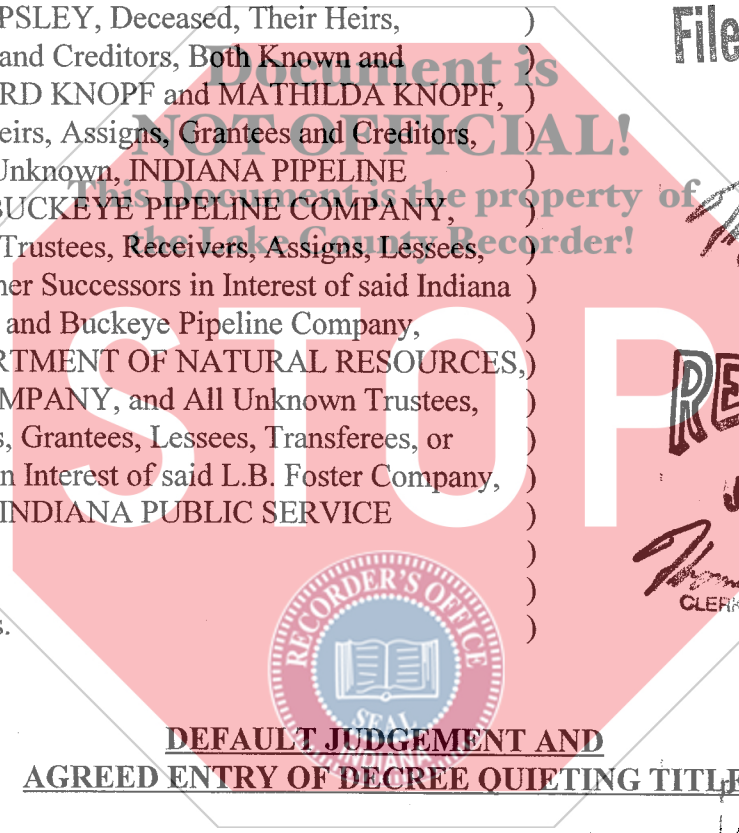 PSLEY, Deceased, Their Heirs, )
and Creditors, Both Known and )
RD KNOPF and MATHILDA KNOPF, )
eirs, Assigns, Grantees and Creditors, )
Unknown, INDIANA PIPELINE )
BUCKEYE PIPELINE COMPANY, )
Trustees, Receivers, Assigns, Lessees, )
ner Successors in Interest of said Indiana )
and Buckeye Pipeline Company, )
RTMENT OF NATURAL RESOURCES, )
MPANY, and All Unknown Trustees, )
s, Grantees, Lessees, Transferees, or )
n Interest of said L.B. Foster Company, )
INDIANA PUBLIC SERVICE )
)
)
s. )
File
Document is
NOT OFFICIAL!
This Document is the property of
the Lake County Recorder!
STOP
RE
CLERK
RECORDER'S OFFICE
SEAL
INDIANA
DEFAULT JUDGEMENT AND
AGREED ENTRY OF DECREE QUIETING TITLE